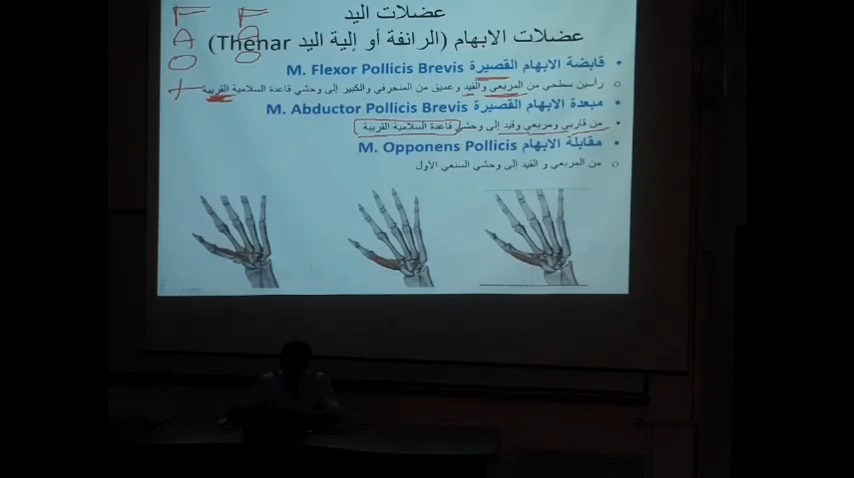 عضلات اليد
عضلات الابهام (الرانفة أو إلية اليد Thenar)
F F
A A
O O
+
• قابضة الابهام القصيرة M. Flexor Pollicis Brevis
○ رأسين سطحي من المربعي والقيد وعميق من المنحرفي والكبير إلى وحشي قاعدة السلامية القريبة
• مبعدة الابهام القصيرة M. Abductor Pollicis Brevis
• من قاربي ومربعي وقيد إلى وحشي قاعدة السلامية القريبة
• مقابلة الابهام M. Opponens Pollicis
○ من المربعي و القيد إلى وحشي السنعي الأول